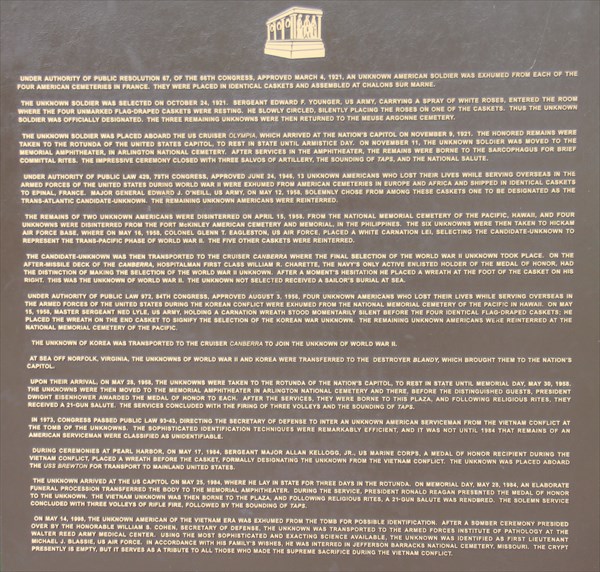 UNDER AUTHORITY OF PUBLIC RESOLUTION 67, OF THE 66TH CONGRESS, APPROVED MARCH 4, 1921, AN UNKNOWN AMERICAN SOLDIER WAS EXHUMED FROM EACH OF THE
FOUR AMERICAN CEMETERIES IN FRANCE. THEY WERE PLACED IN IDENTICAL CASKETS AND ASSEMBLED AT CHALONS SUR MARNE.
THE UNKNOWN SOLDIER WAS SELECTED ON OCTOBER 24, 1921. SERGEANT EDWARD F. YOUNGER, US ARMY, CARRYING A SPRAY OF WHITE ROSES, ENTERED THE ROOM
WHERE THE FOUR UNMARKED FLAG-DRAPED CASKETS WERE RESTING. HE SLOWLY CIRCLED, SILENTLY PLACING THE ROSES ON ONE OF THE CASKETS. THUS THE UNKNOWN
SOLDIER WAS OFFICIALLY DESIGNATED. THE THREE REMAINING UNKNOWNS WERE THEN RETURNED TO THE MEUSE ARGONNE CEMETERY.
THE UNKNOWN SOLDIER WAS PLACED ABOARD THE US CRUISER OLYMPIA, WHICH ARRIVED AT THE NATION'S CAPITOL ON NOVEMBER 9, 1921. THE HONORED REMAINS WERE
TAKEN TO THE ROTUNDA OF THE UNITED STATES CAPITOL, TO REST IN STATE UNTIL ARMISTICE DAY. ON NOVEMBER 11, THE UNKNOWN SOLDIER WAS MOVED TO THE
MEMORIAL AMPHITHEATER, IN ARLINGTON NATIONAL CEMETERY. AFTER SERVICES IN THE AMPHITHEATER, THE REMAINS WERE BORNE TO THE SARCOPHAGUS FOR BRIEF
COMMITTAL RITES. THE IMPRESSIVE CEREMONY CLOSED WITH THREE SALVOS OF ARTILLERY, THE SOUNDING OF TAPS, AND THE NATIONAL SALUTE.
UNDER AUTHORITY OF PUBLIC LAW 429, 79TH CONGRESS, APPROVED JUNE 24, 1946, 13 UNKNOWN AMERICANS WHO LOST THEIR LIVES WHILE SERVING OVERSEAS IN THE
ARMED FORCES OF THE UNITED STATES DURING WORLD WAR II WERE EXHUMED FROM AMERICAN CEMETERIES IN EUROPE AND AFRICA AND SHIPPED IN IDENTICAL CASKETS
TO EPINAL, FRANCE. MAJOR GENERAL EDWARD J. O'NEILL, US ARMY, ON MAY 12, 1958, SOLEMNLY CHOSE FROM AMONG THESE CASKETS ONE TO BE DESIGNATED AS THE
TRANS-ATLANTIC CANDIDATE-UNKNOWN. THE REMAINING UNKNOWN AMERICANS WERE REINTERRED.
THE REMAINS OF TWO UNKNOWN AMERICANS WERE DISINTERRED ON APRIL 15, 1958, FROM THE NATIONAL MEMORIAL CEMETERY OF THE PACIFIC, HAWAII, AND FOUR
UNKNOWNS WERE DISINTERRED FROM THE FORT McKINLEY AMERICAN CEMETERY AND MEMORIAL, IN THE PHILIPPINES. THE SIX UNKNOWNS WERE THEN TAKEN TO HICKAM
AIR FORCE BASE, WHERE ON MAY 16, 1958, COLONEL GLENN T. EAGLESTON, US AIR FORCE, PLACED A WHITE CARNATION LEI, SELECTING THE CANDIDATE-UNKNOWN TO
REPRESENT THE TRANS-PACIFIC PHASE OF WORLD WAR II. THE FIVE OTHER CASKETS WERE REINTERRED.
THE CANDIDATE-UNKNOWN WAS THEN TRANSPORTED TO THE CRUISER CANBERRA WHERE THE FINAL SELECTION OF THE WORLD WAR II UNKNOWN TOOK PLACE. ON THE
AFTER-MISSILE DECK OF THE CANBERRA, HOSPITALMAN FIRST CLASS WILLIAM R. CHARETTE, THE NAVY'S ONLY ACTIVE ENLISTED HOLDER OF THE MEDAL OF HONOR, HAD
THE DISTINCTION OF MAKING THE SELECTION OF THE WORLD WAR II UNKNOWN. AFTER A MOMENT'S HESITATION HE PLACED A WREATH AT THE FOOT OF THE CASKET ON HIS
RIGHT. THIS WAS THE UNKNOWN OF WORLD WAR II. THE UNKNOWN NOT SELECTED RECEIVED A SAILOR'S BURIAL AT SEA.
UNDER AUTHORITY OF PUBLIC LAW 972, 84TH CONGRESS, APPROVED AUGUST 3, 1956, FOUR UNKNOWN AMERICANS WHO LOST THEIR LIVES WHILE SERVING OVERSEAS IN
THE ARMED FORCES OF THE UNITED STATES DURING THE KOREAN CONFLICT WERE EXHUMED FROM THE NATIONAL MEMORIAL CEMETERY OF THE PACIFIC IN HAWAII. ON MAY
15, 1958, MASTER SERGEANT NED LYLE, US ARMY, HOLDING A CARNATION WREATH STOOD MOMENTARILY SILENT BEFORE THE FOUR IDENTICAL FLAG-DRAPED CASKETS; HE
PLACED THE WREATH ON THE END CASKET TO SIGNIFY THE SELECTION OF THE KOREAN WAR UNKNOWN. THE REMAINING UNKNOWN AMERICANS WERE REINTERRED AT THE
NATIONAL MEMORIAL CEMETERY OF THE PACIFIC.
THE UNKNOWN OF KOREA WAS TRANSPORTED TO THE CRUISER CANBERRA TO JOIN THE UNKNOWN OF WORLD WAR II.
AT SEA OFF NORFOLK, VIRGINIA, THE UNKNOWNS OF WORLD WAR II AND KOREA WERE TRANSFERRED TO THE DESTROYER BLANDY, WHICH BROUGHT THEM TO THE NATION'S
CAPITOL.
UPON THEIR ARRIVAL, ON MAY 28, 1958, THE UNKNOWNS WERE TAKEN TO THE ROTUNDA OF THE NATION'S CAPITOL, TO REST IN STATE UNTIL MEMORIAL DAY, MAY 30, 1958.
THE UNKNOWNS WERE THEN MOVED TO THE MEMORIAL AMPHITHEATER IN ARLINGTON NATIONAL CEMETERY AND THERE, BEFORE THE DISTINGUISHED GUESTS, PRESIDENT
DWIGHT EISENHOWER AWARDED THE MEDAL OF HONOR TO EACH. AFTER THE SERVICES, THEY WERE BORNE TO THIS PLAZA, AND FOLLOWING RELIGIOUS RITES, THEY
RECEIVED A 21-GUN SALUTE. THE SERVICES CONCLUDED WITH THE FIRING OF THREE VOLLEYS AND THE SOUNDING OF TAPS.
IN 1973, CONGRESS PASSED PUBLIC LAW 93-43, DIRECTING THE SECRETARY OF DEFENSE TO INTER AN UNKNOWN AMERICAN SERVICEMAN FROM THE VIETNAM CONFLICT AT
THE TOMB OF THE UNKNOWNS. THE SOPHISTICATED IDENTIFICATION TECHNIQUES WERE REMARKABLY EFFICIENT, AND IT WAS NOT UNTIL 1984 THAT REMAINS OF AN
AMERICAN SERVICEMAN WERE CLASSIFIED AS UNIDENTIFIABLE.
DURING CEREMONIES AT PEARL HARBOR, ON MAY 17, 1984, SERGEANT MAJOR ALLAN KELLOGG, JR., US MARINE CORPS, A MEDAL OF HONOR RECIPIENT DURING THE
VIETNAM CONFLICT, PLACED A WREATH BEFORE THE CASKET, FORMALLY DESIGNATING THE UNKNOWN FROM THE VIETNAM CONFLICT. THE UNKNOWN WAS PLACED ABOARD
THE USS BREWTON FOR TRANSPORT TO MAINLAND UNITED STATES.
THE UNKNOWN ARRIVED AT THE US CAPITOL ON MAY 25, 1984, WHERE HE LAY IN STATE FOR THREE DAYS IN THE ROTUNDA. ON MEMORIAL DAY, MAY 28, 1984, AN ELABORATE
FUNERAL PROCESSION TRANSFERRED THE BODY TO THE MEMORIAL AMPHITHEATER. DURING THE SERVICE, PRESIDENT RONALD REAGAN PRESENTED THE MEDAL OF HONOR
TO THE UNKNOWN. THE VIETNAM UNKNOWN WAS THEN BORNE TO THE PLAZA, AND FOLLOWING RELIGIOUS RITES, A 21-GUN SALUTE WAS RENDERED. THE SOLEMN SERVICE
CONCLUDED WITH THREE VOLLEYS OF RIFLE FIRE, FOLLOWED BY THE SOUNDING OF TAPS.
ON MAY 14, 1998, THE UNKNOWN AMERICAN OF THE VIETNAM ERA WAS EXHUMED FROM THE TOMB FOR POSSIBLE IDENTIFICATION. AFTER A SOMBER CEREMONY PRESIDED
OVER BY THE HONORABLE WILLIAM S. COHEN, SECRETARY OF DEFENSE, THE UNKNOWN WAS TRANSPORTED TO THE ARMED FORCES INSTITUTE OF PATHOLOGY AT THE
WALTER REED ARMY MEDICAL CENTER. USING THE MOST SOPHISTICATED AND EXACTING SCIENCE AVAILABLE, THE UNKNOWN WAS IDENTIFIED AS FIRST LIEUTENANT
MICHAEL J. BLASSIE, US AIR FORCE. IN ACCORDANCE WITH HIS FAMILY'S WISHES, HE WAS INTERRED IN JEFFERSON BARRACKS NATIONAL CEMETERY, MISSOURI. THE CRYPT
PRESENTLY IS EMPTY, BUT IT SERVES AS A TRIBUTE TO ALL THOSE WHO MADE THE SUPREME SACRIFICE DURING THE VIETNAM CONFLICT.